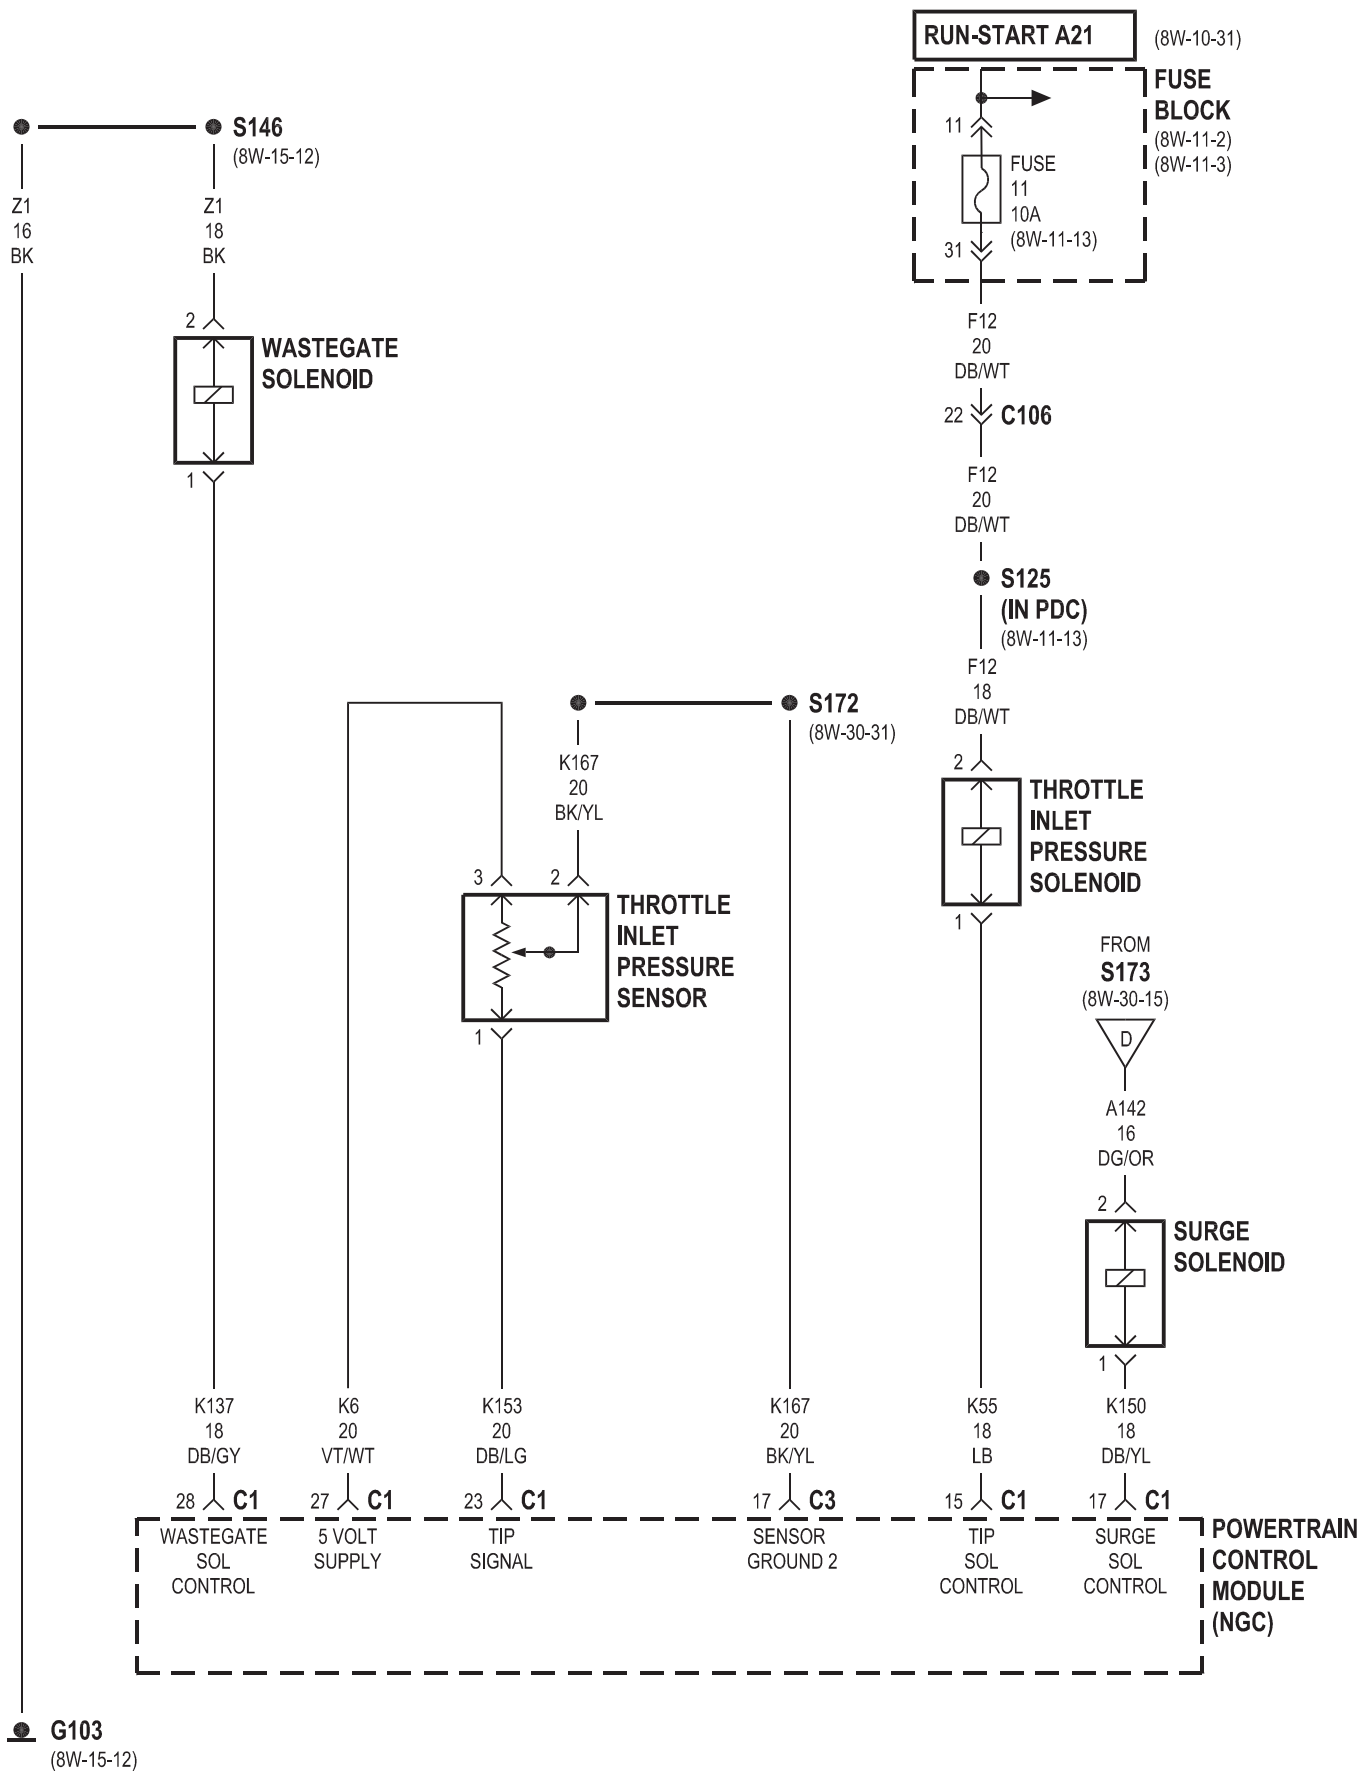 RUN-START A21
(8W-10-31)
FUSE
BLOCK
(8W-11-2)
(8W-11-3)
11
FUSE
11
10A
(8W-11-13)
31
S146
(8W-15-12)
Z1
16
BK
Z1
18
BK
2
WASTEGATE
SOLENOID
1
F12
20
DB/WT
22
C106
F12
20
DB/WT
S125
(IN PDC)
(8W-11-13)
F12
18
DB/WT
S172
(8W-30-31)
K167
20
BK/YL
2
THROTTLE
INLET
PRESSURE
SOLENOID
1
3
2
THROTTLE
INLET
PRESSURE
SENSOR
1
FROM
S173
(8W-30-15)
D
A142
16
DG/OR
2
SURGE
SOLENOID
1
K137
18
DB/GY
28
C1
K6
20
VT/WT
27
C1
K153
20
DB/LG
23
C1
K167
20
BK/YL
17
C3
K55
18
LB
15
C1
K150
18
DB/YL
17
C1
WASTEGATE
SOL
CONTROL
5 VOLT
SUPPLY
TIP
SIGNAL
SENSOR
GROUND 2
TIP
SOL
CONTROL
SURGE
SOL
CONTROL
POWERTRAIN
CONTROL
MODULE
(NGC)
G103
(8W-15-12)